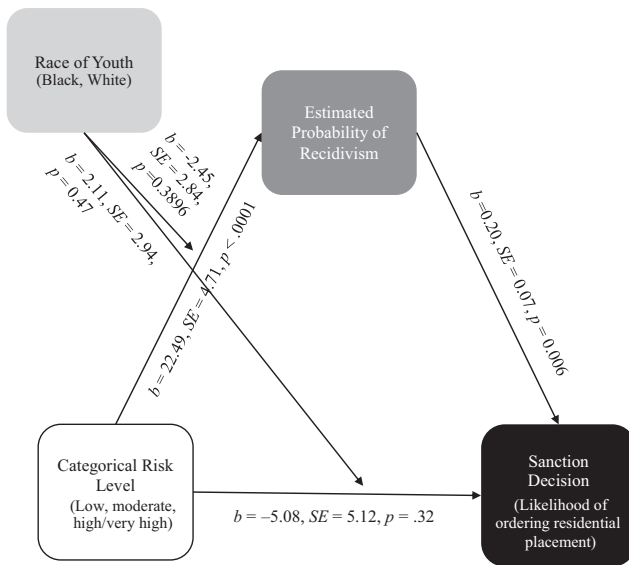 Race of Youth
(Black, White)
Estimated
Probability of
Recidivism
b = -2.45,
SE = 2.84,
p =0.3896
b = 2.11, SE = 2.94,
p = 0.47
b = 22.49, SE = 4.71, p < .0001
b =0.20, SE = 0.07, p = 0.006
Categorical Risk
Level
(Low, moderate,
high/very high)
b = –5.08, SE = 5.12, p = .32
Sanction
Decision
(Likelihood of
ordering residential
placement)